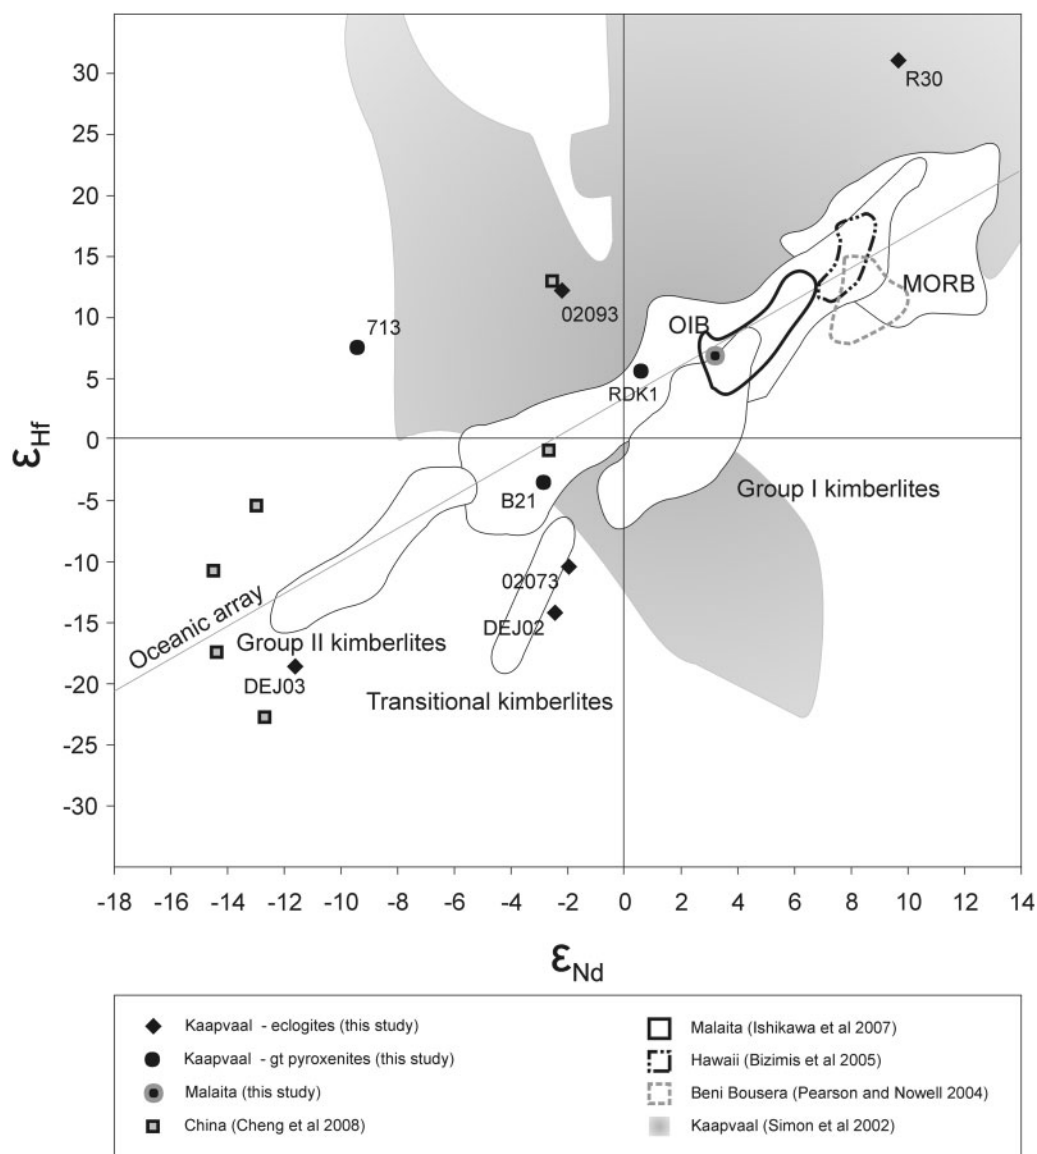 30
25
20
15
10
5
0
-5
-10
-15
-20
-25
-30
εHf
R30
02093
713
MORB
OIB
RDK1
B21
Group I kimberlites
02073
DEJ02
Oceanic array
Group II kimberlites
DEJ03
Transitional kimberlites
-18 -16 -14 -12 -10 -8 -6 -4 -2 0 2 4 6 8 10 12 14
εNd
Kaapvaal - eclogites (this study)
Kaapvaal - gt pyroxenites (this study)
Malaita (this study)
China (Cheng et al 2008)
Malaita (Ishikawa et al 2007)
Hawaii (Bizimis et al 2005)
Beni Bousera (Pearson and Nowell 2004)
Kaapvaal (Simon et al 2002)